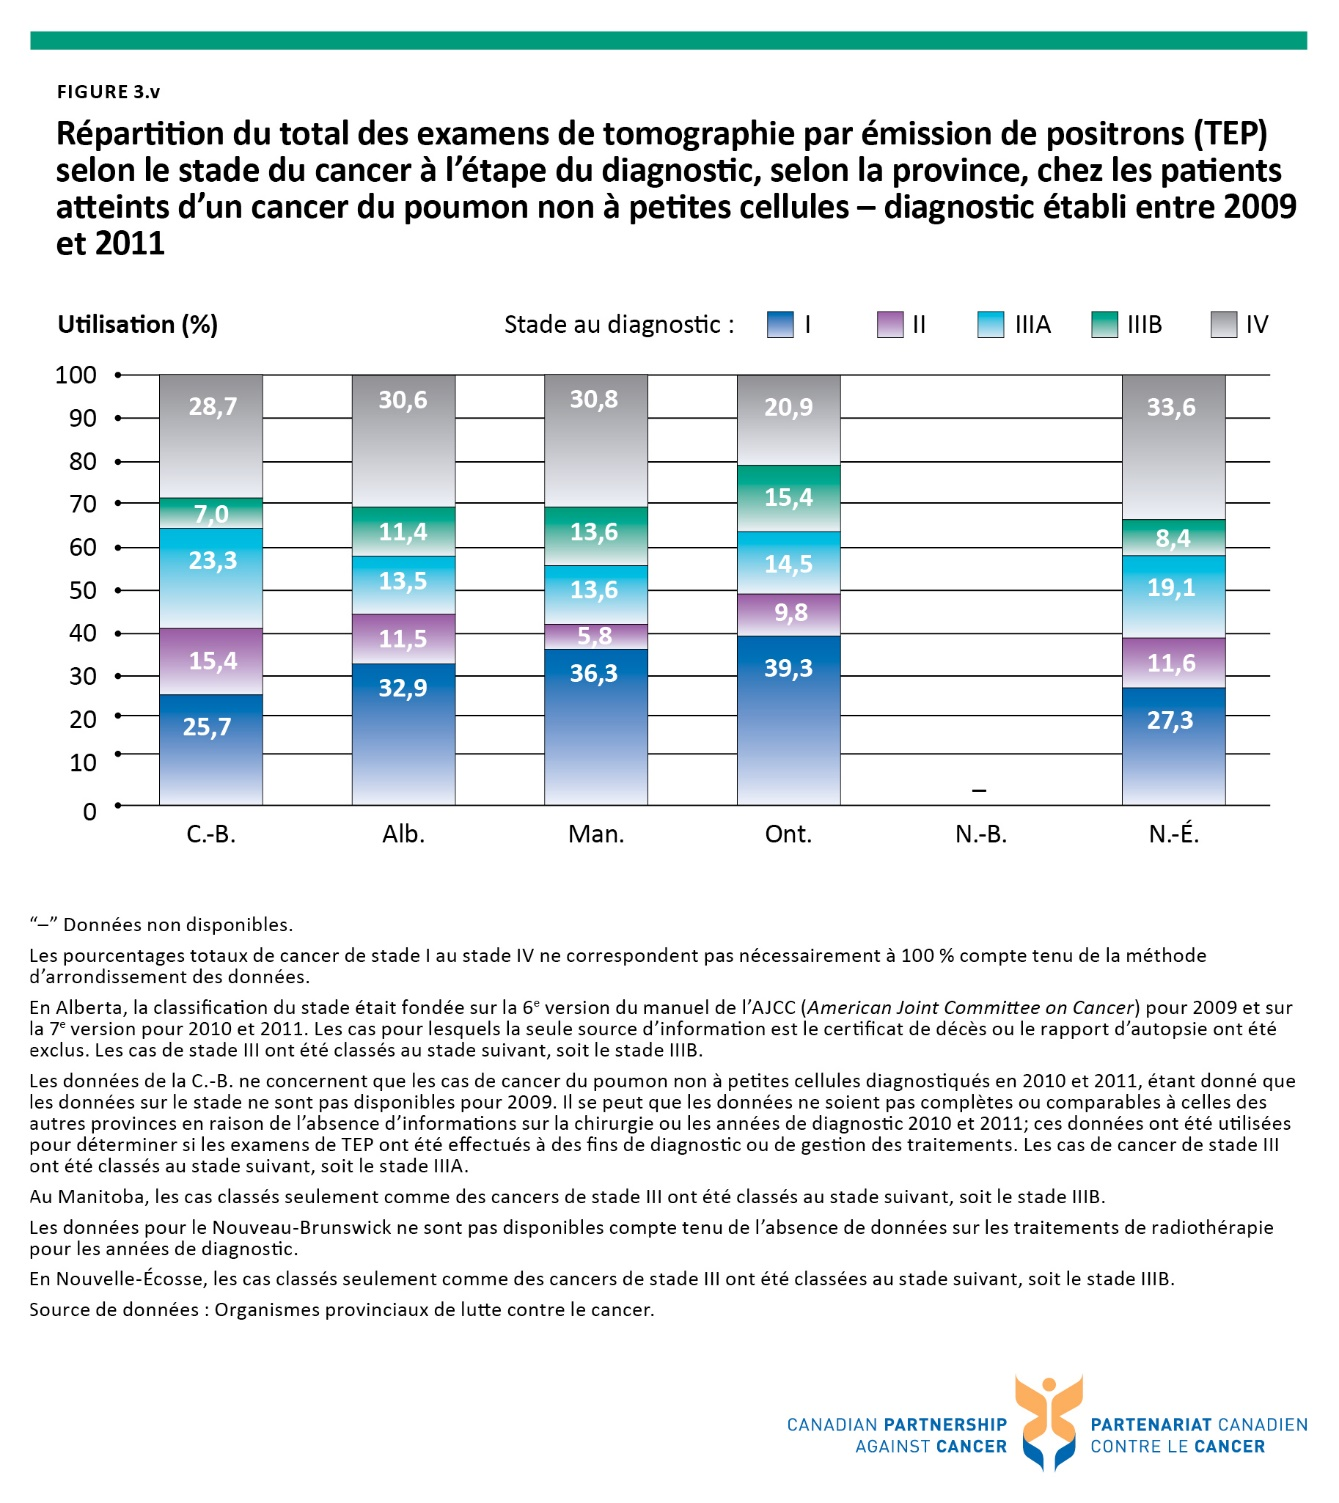 FIGURE 3.v
Répartition du total des examens de tomographie par émission de positrons (TEP)
selon le stade du cancer à l’étape du diagnostic, selon la province, chez les patients
atteints d’un cancer du poumon non à petites cellules – diagnostic établi entre 2009
et 2011
Utilisation (%) Stade au diagnostic : I II IIIA IIIB IV
100
90
80
70
60
50
40
30
20
10
0
28,7 30,6 30,8 20,9 33,6
7,0 11,4 13,6 15,4 8,4
23,3 13,5 13,6 14,5 19,1
15,4 11,5 5,8 9,8 11,6
25,7 32,9 36,3 39,3 – 27,3
C.-B. Alb. Man. Ont. N.-B. N.-É.
“–” Données non disponibles.
Les pourcentages totaux de cancer de stade I au stade IV ne correspondent pas nécessairement à 100 % compte tenu de la méthode
d’arrondissement des données.
En Alberta, la classification du stade était fondée sur la 6e version du manuel de l’AJCC (American Joint Committee on Cancer) pour 2009 et sur
la 7e version pour 2010 et 2011. Les cas pour lesquels la seule source d’information est le certificat de décès ou le rapport d’autopsie ont été
exclus. Les cas de stade III ont été classés au stade suivant, soit le stade IIIB.
Les données de la C.-B. ne concernent que les cas de cancer du poumon non à petites cellules diagnostiqués en 2010 et 2011, étant donné que
les données sur le stade ne sont pas disponibles pour 2009. Il se peut que les données ne soient pas complètes ou comparables à celles des
autres provinces en raison de l’absence d’informations sur la chirurgie ou les années de diagnostic 2010 et 2011; ces données ont été utilisées
pour déterminer si les examens de TEP ont été effectués à des fins de diagnostic ou de gestion des traitements. Les cas de cancer de stade III
ont été classés au stade suivant, soit le stade IIIA.
Au Manitoba, les cas classés seulement comme des cancers de stade III ont été classés au stade suivant, soit le stade IIIB.
Les données pour le Nouveau-Brunswick ne sont pas disponibles compte tenu de l’absence de données sur les traitements de radiothérapie
pour les années de diagnostic.
En Nouvelle-Écosse, les cas classés seulement comme des cancers de stade III ont été classées au stade suivant, soit le stade IIIB.
Source de données : Organismes provinciaux de lutte contre le cancer.
CANADIAN PARTNERSHIP
AGAINST CANCER
PARTENARIAT CANADIEN
CONTRE LE CANCER